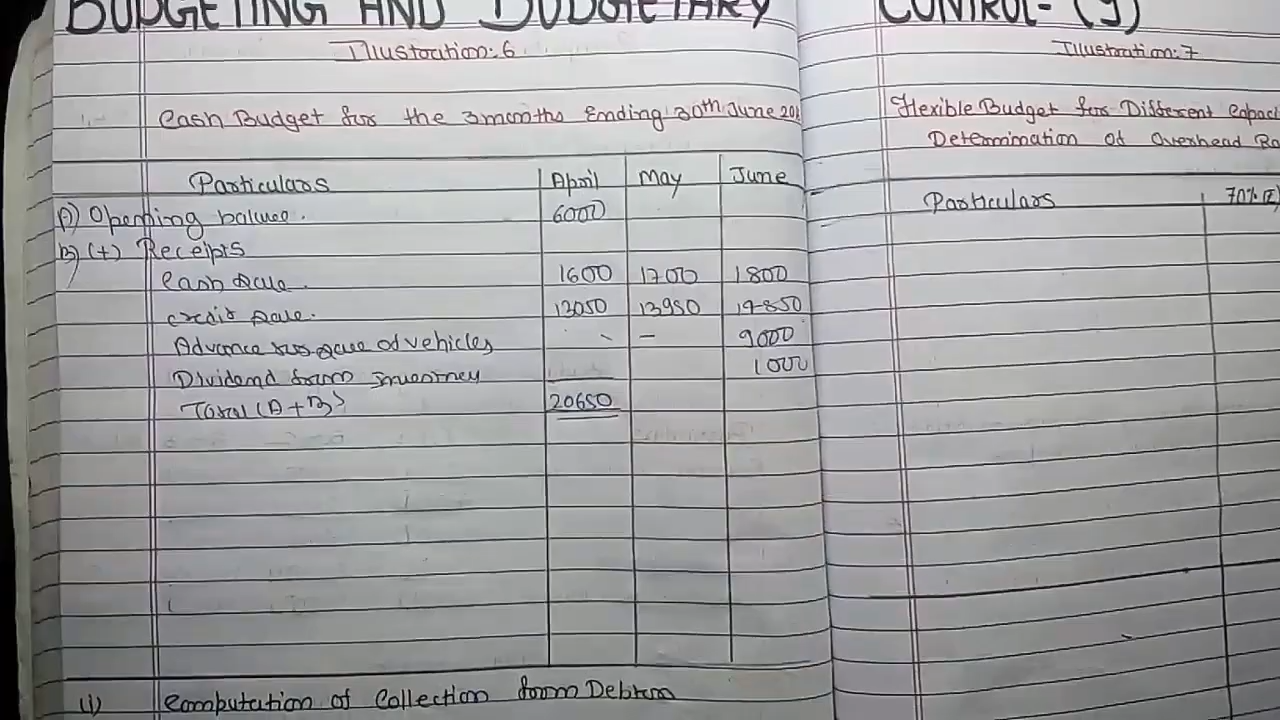 BUDGETING AND BUDGETARY CONTROL- (9)
Illustration: 6
Cash Budget for the 3 months Ending 30th June 20
Particulars April May June
A) Opening balance. 6000
B) (+) Receipts
Cash Sale. 1600 1700 1800
credit Sale. 13050 13950 14850
Advance for Sale of vehicles - - 9000
Dividend from Investmey 1000
Total (A+B) 20650
(i) Computation of Collection from Debtors
Illustration: 7
Flexible Budget for Different Capac
Determination of Overhead Ra
Particulars 70%